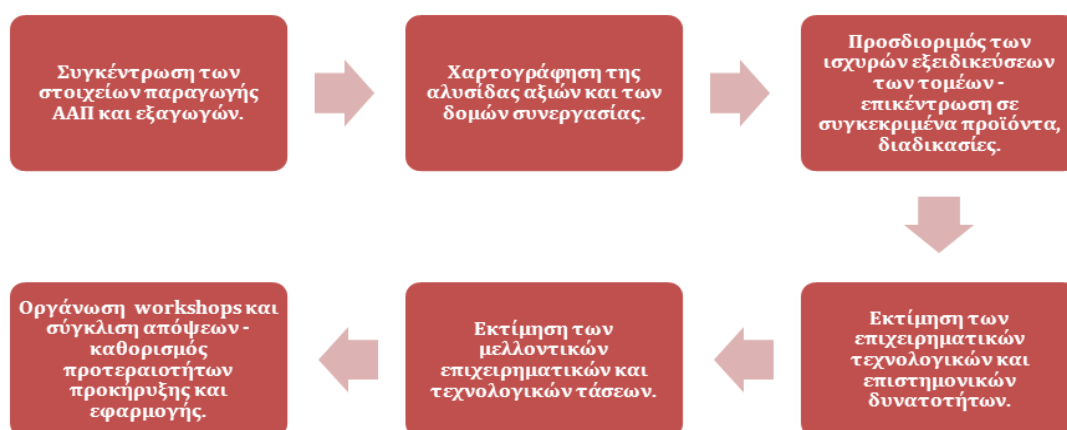 Συγκέντρωση των
στοιχείων παραγωγής
ΑΑΠ και εξαγωγών.
Χαρτογράφηση της
αλυσίδας αξιών και των
δομών συνεργασίας.
Προσδιορισμός των
ισχυρών εξειδικεύσεων
των τομέων -
επικέντρωση σε
συγκεκριμένα προϊόντα,
διαδικασίες.
Εκτίμηση των
επιχειρηματικών
τεχνολογικών και
επιστημονικών
δυνατοτήτων.
Εκτίμηση των
μελλοντικών
επιχειρηματικών και
τεχνολογικών τάσεων.
Οργάνωση workshops και
σύγκλιση απόψεων -
καθορισμός
προτεραιοτήτων
προκήρυξης και
εφαρμογής.